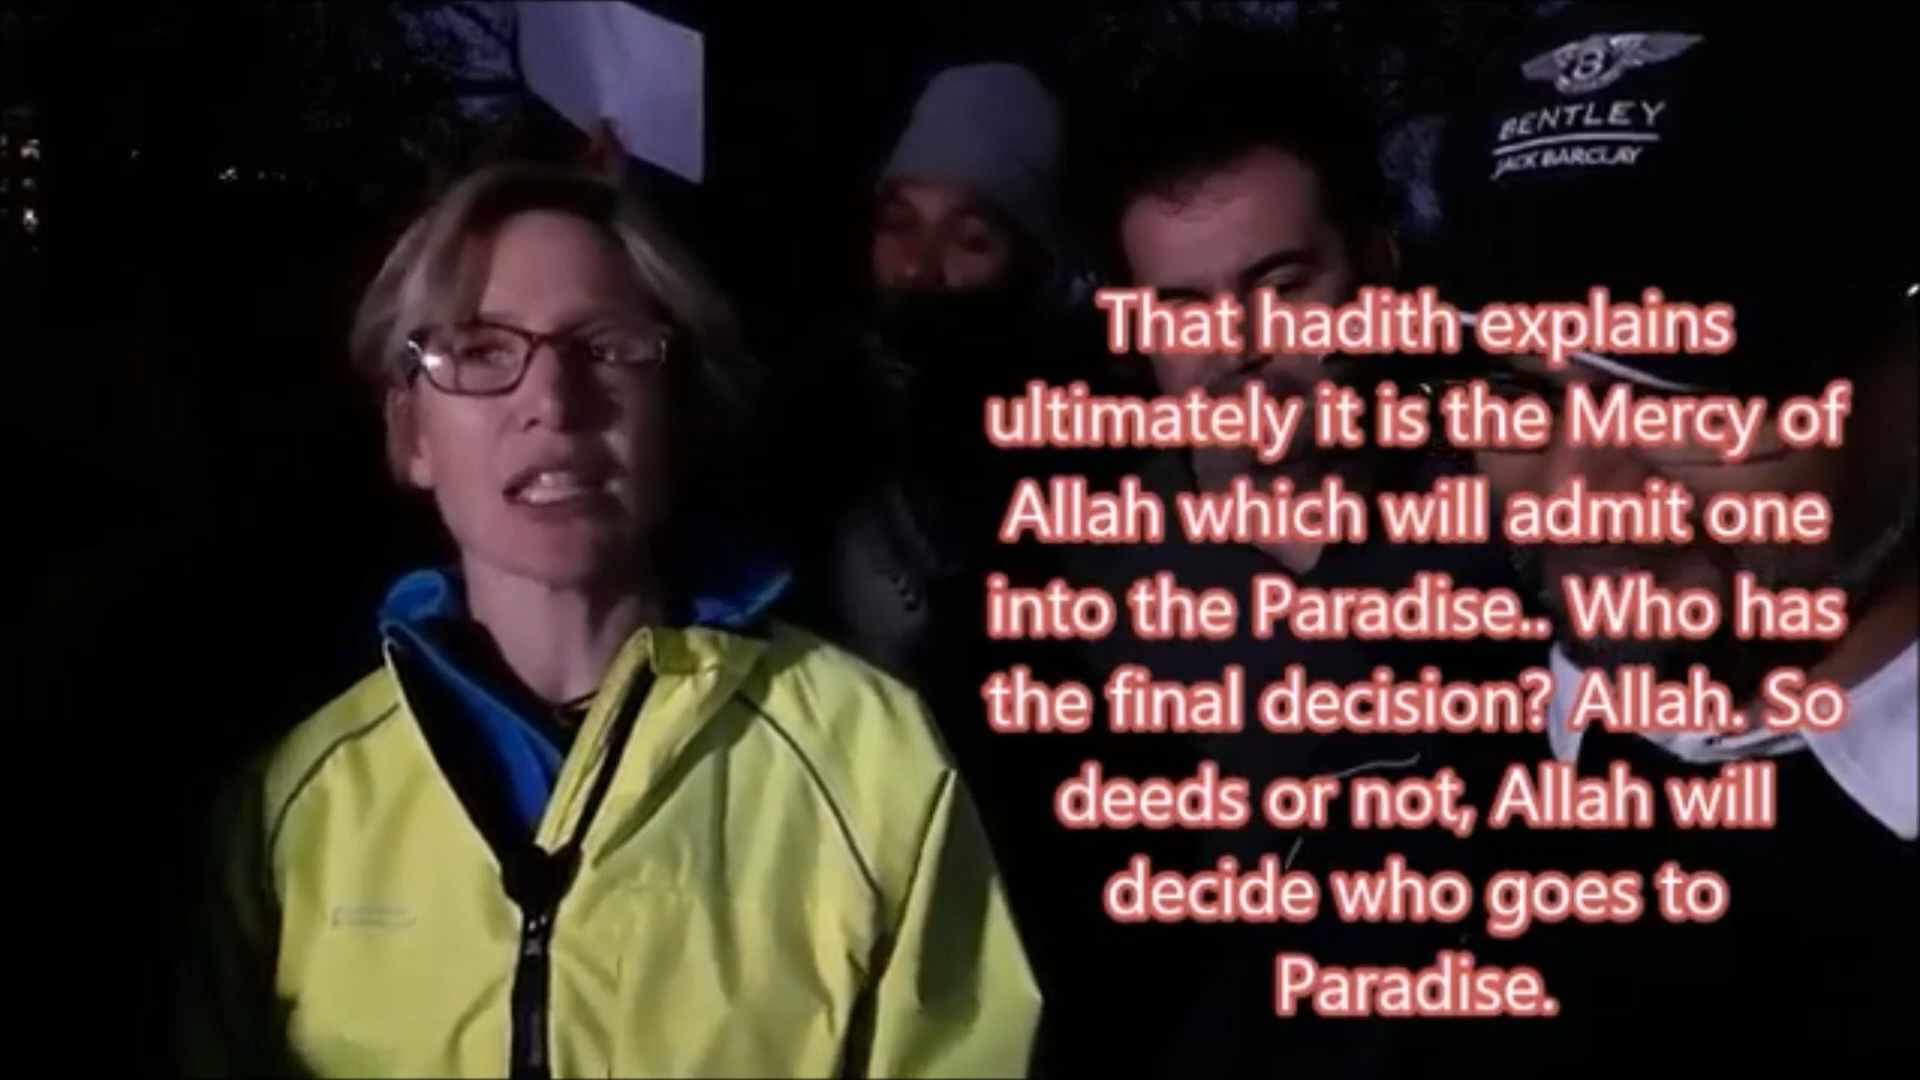 BENTLEY
JACK BARCLAY
That hadith explains
ultimately it is the Mercy of
Allah which will admit one
into the Paradise.. Who has
the final decision? Allah. So
deeds or not, Allah will
decide who goes to
Paradise.